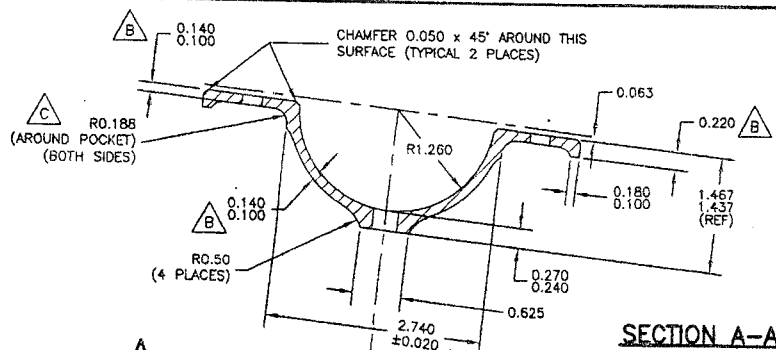 B
0.140
0.100
CHAMFER 0.050 x 45° AROUND THIS
SURFACE (TYPICAL 2 PLACES)
0.063
0.220
B
C
R0.188
(AROUND POCKET)
(BOTH SIDES)
R1.260
0.140
0.100
B
0.180
0.100
1.467
1.437
(REF)
R0.50
(4 PLACES)
0.270
0.240
0.625
2.740
±0.020
SECTION A-A
A